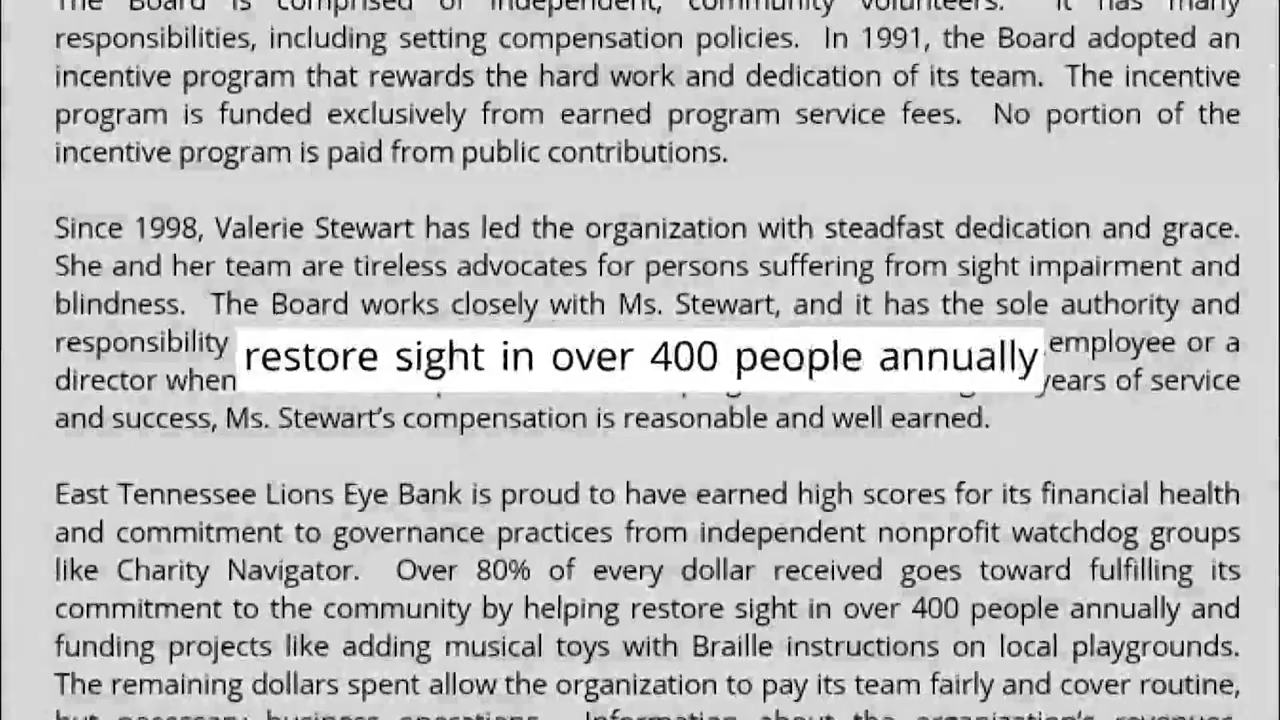 The Board is comprised of independent, community volunteers. It has many
responsibilities, including setting compensation policies. In 1991, the Board adopted an
incentive program that rewards the hard work and dedication of its team. The incentive
program is funded exclusively from earned program service fees. No portion of the
incentive program is paid from public contributions.
Since 1998, Valerie Stewart has led the organization with steadfast dedication and grace.
She and her team are tireless advocates for persons suffering from sight impairment and
blindness. The Board works closely with Ms. Stewart, and it has the sole authority and
responsibility employee or a
restore sight in over 400 people annually
director when years of service
and success, Ms. Stewart's compensation is reasonable and well earned.
East Tennessee Lions Eye Bank is proud to have earned high scores for its financial health
and commitment to governance practices from independent nonprofit watchdog groups
like Charity Navigator. Over 80% of every dollar received goes toward fulfilling its
commitment to the community by helping restore sight in over 400 people annually and
funding projects like adding musical toys with Braille instructions on local playgrounds.
The remaining dollars spent allow the organization to pay its team fairly and cover routine,
but necessary business operations. Information about the organization's revenues,